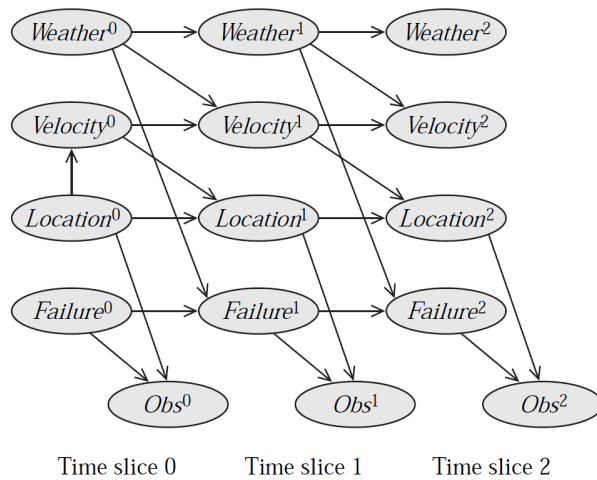 Weather⁰ Weather¹ Weather²
Velocity⁰ Velocity¹ Velocity²
Location⁰ Location¹ Location²
Failure⁰ Failure¹ Failure²
Obs⁰ Obs¹ Obs²
Time slice 0 Time slice 1 Time slice 2